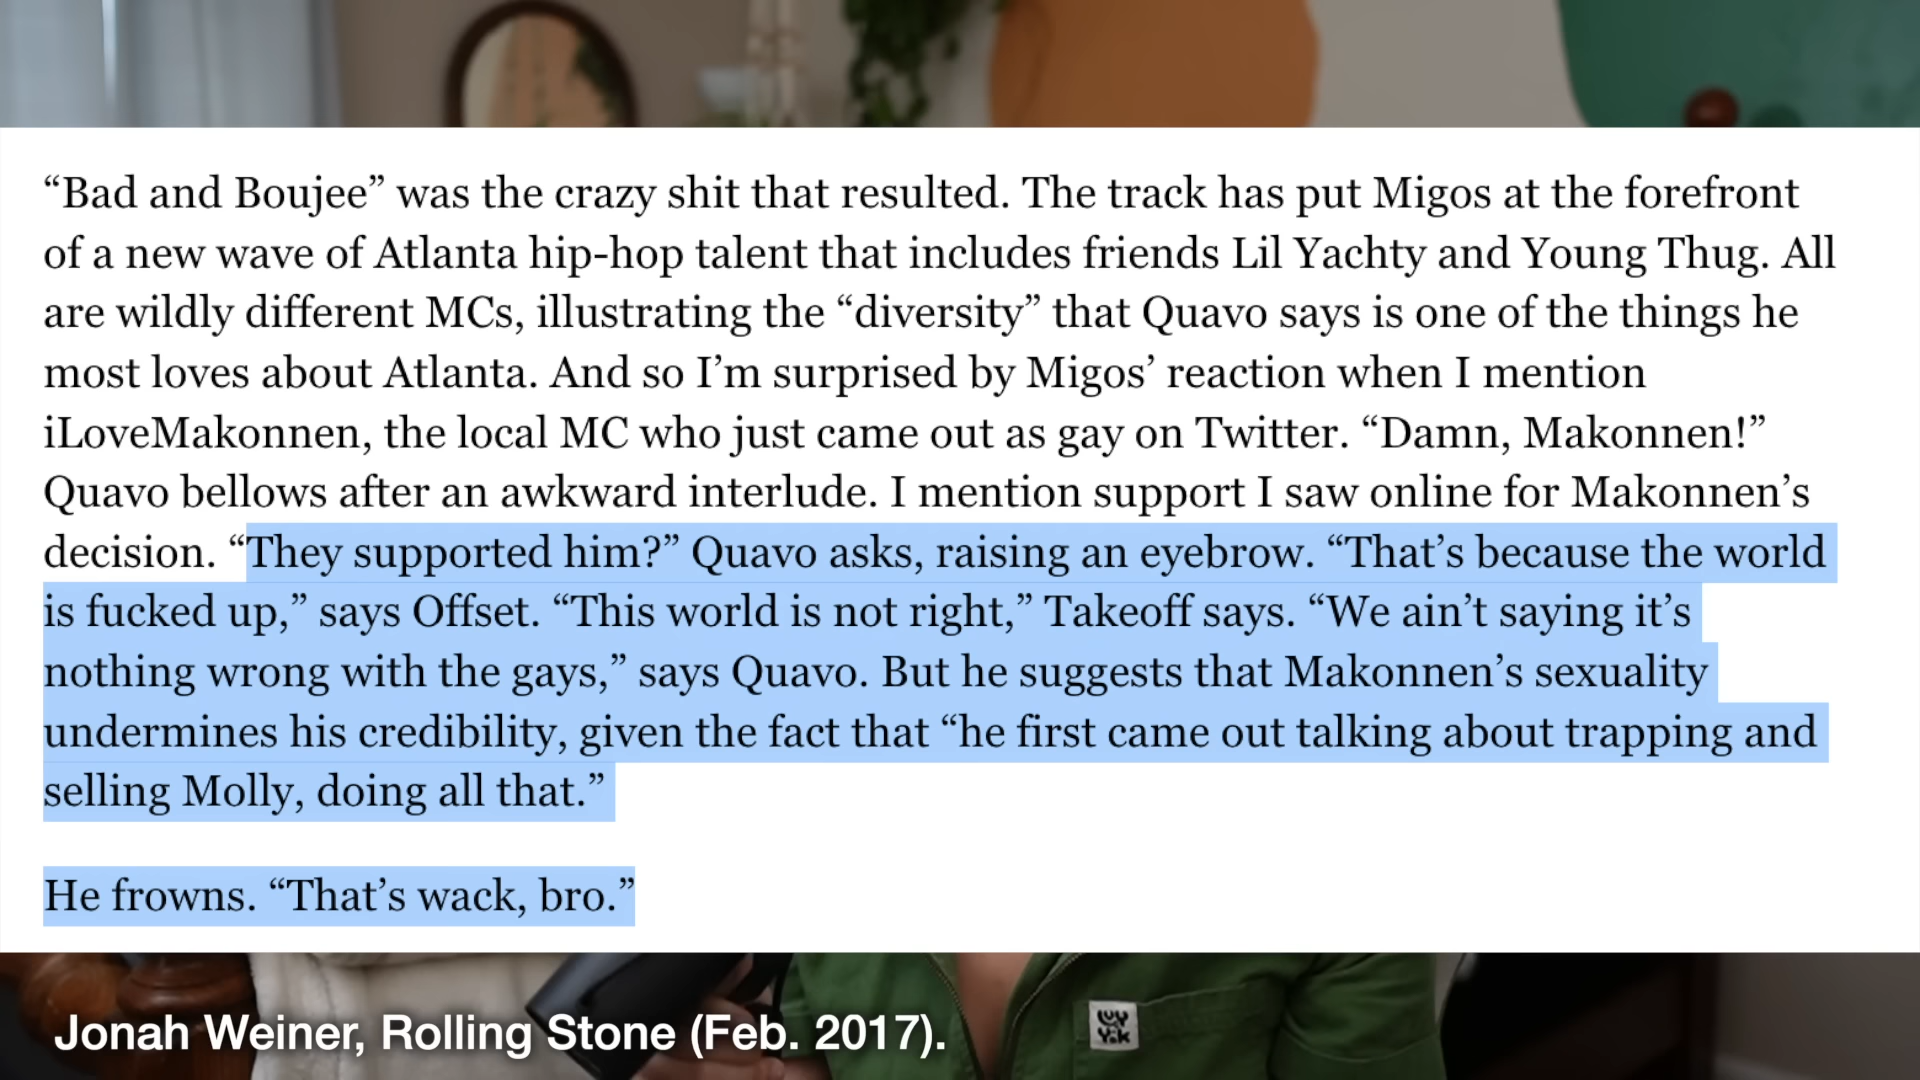 “Bad and Boujee” was the crazy shit that resulted. The track has put Migos at the forefront
of a new wave of Atlanta hip-hop talent that includes friends Lil Yachty and Young Thug. All
are wildly different MCs, illustrating the “diversity” that Quavo says is one of the things he
most loves about Atlanta. And so I’m surprised by Migos’ reaction when I mention
iLoveMakonnen, the local MC who just came out as gay on Twitter. “Damn, Makonnen!”
Quavo bellows after an awkward interlude. I mention support I saw online for Makonnen’s
decision. “They supported him?” Quavo asks, raising an eyebrow. “That’s because the world
is fucked up,” says Offset. “This world is not right,” Takeoff says. “We ain’t saying it’s
nothing wrong with the gays,” says Quavo. But he suggests that Makonnen’s sexuality
undermines his credibility, given the fact that “he first came out talking about trapping and
selling Molly, doing all that.”
He frowns. “That’s wack, bro.”
Jonah Weiner, Rolling Stone (Feb. 2017).